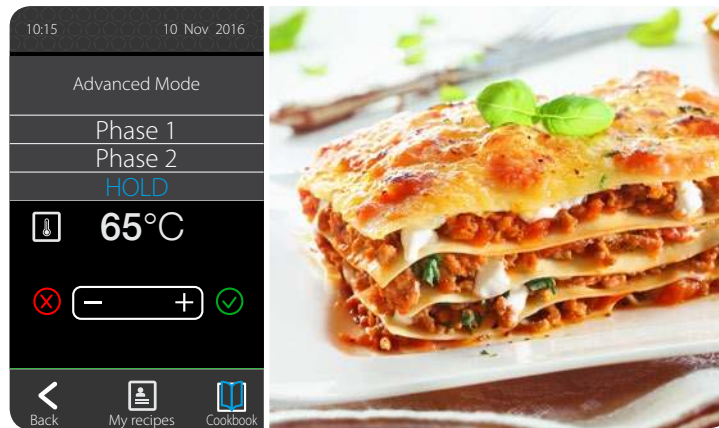 10:15 10 Nov 2016
Advanced Mode
Phase 1
Phase 2
HOLD
65°C
Back My recipes Cookbook